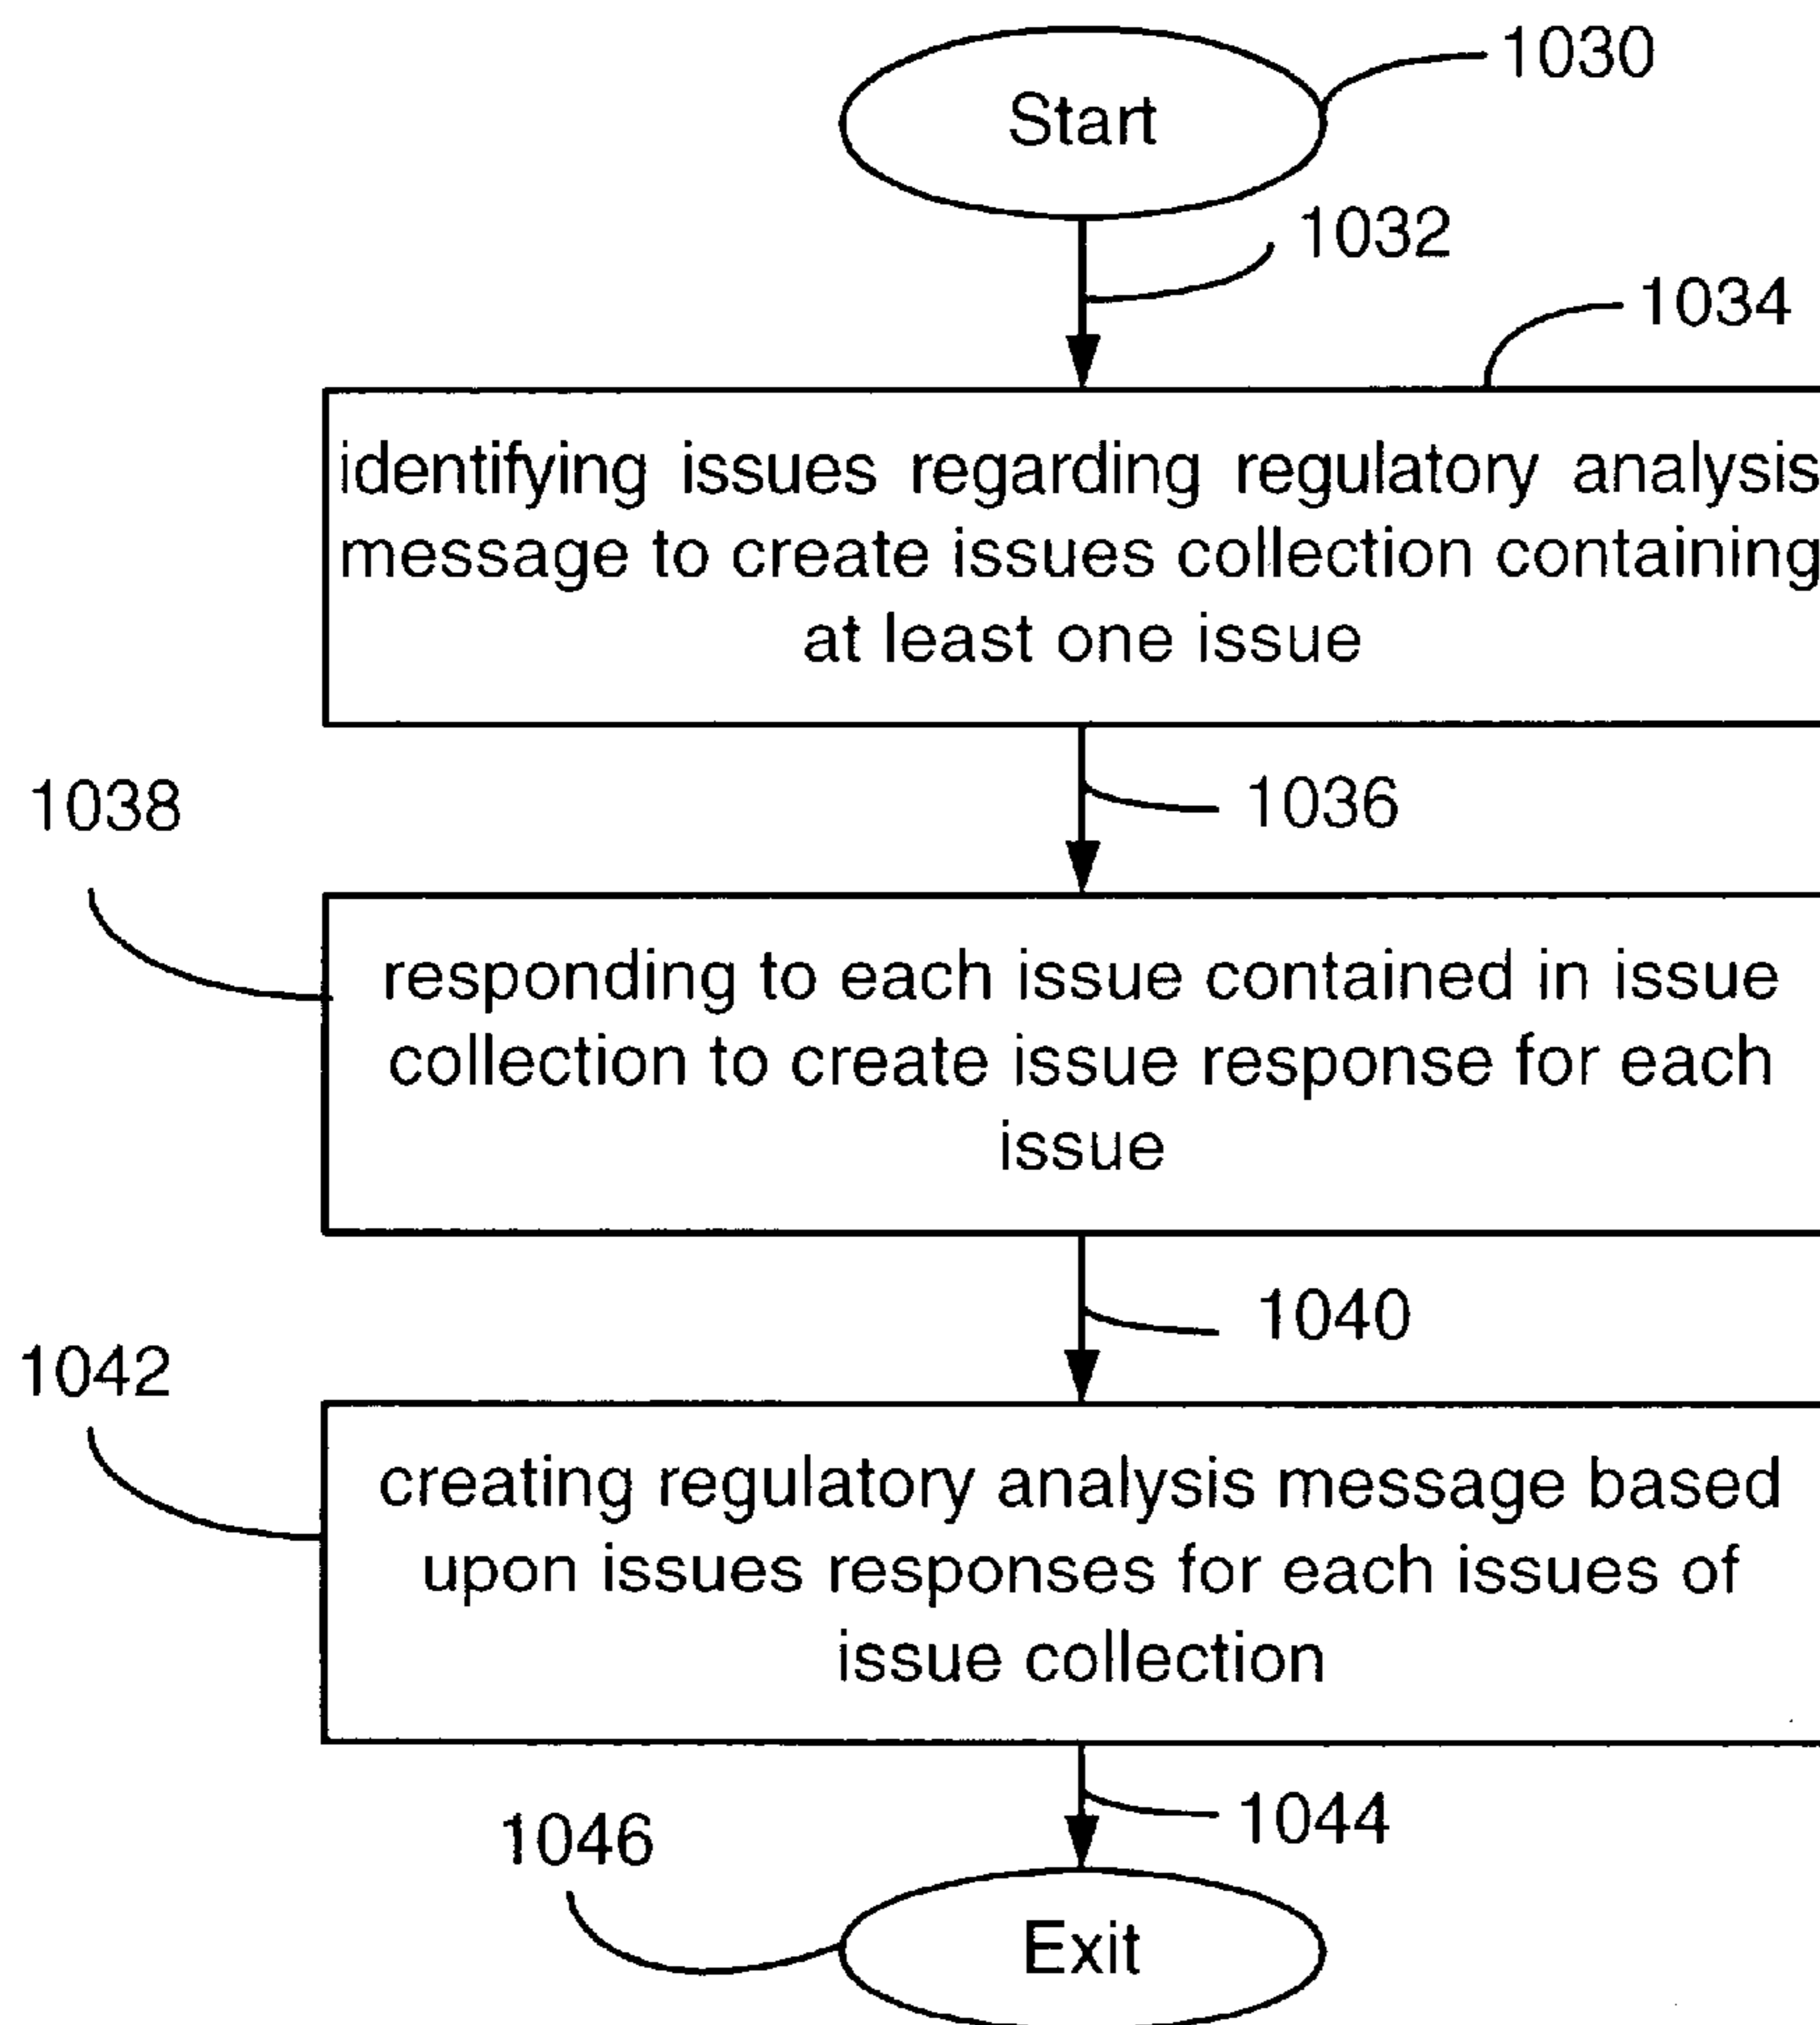 1030
Start
1032
1034
identifying issues regarding regulatory analysis
message to create issues collection containing
at least one issue
1036
1038
responding to each issue contained in issue
collection to create issue response for each
issue
1040
1042
creating regulatory analysis message based
upon issues responses for each issues of
issue collection
1044
1046
Exit